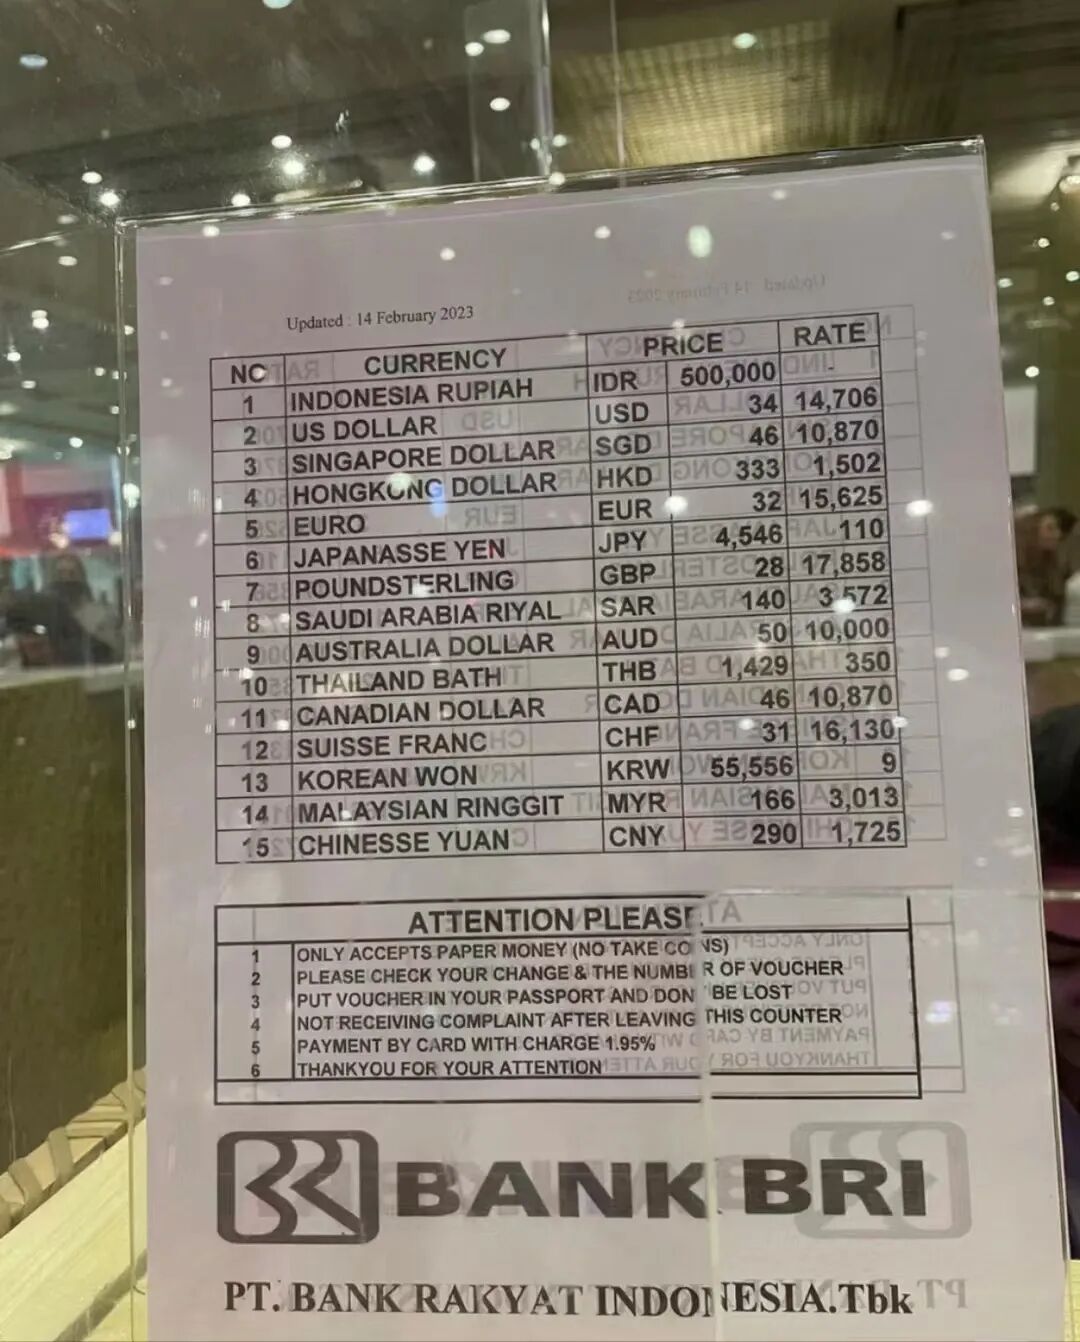 Updated : 14 February 2023
NO CURRENCY PRICE RATE
1 INDONESIA RUPIAH IDR 500,000 -
2 US DOLLAR USD 34 14,706
3 SINGAPORE DOLLAR SGD 46 10,870
4 HONGKONG DOLLAR HKD 333 1,502
5 EURO EUR 32 15,625
6 JAPANASSE YEN JPY 4,546 110
7 POUNDSTERLING GBP 28 17,858
8 SAUDI ARABIA RIYAL SAR 140 3,572
9 AUSTRALIA DOLLAR AUD 50 10,000
10 THAILAND BATH THB 1,429 350
11 CANADIAN DOLLAR CAD 46 10,870
12 SUISSE FRANC CHF 31 16,130
13 KOREAN WON KRW 55,556 9
14 MALAYSIAN RINGGIT MYR 166 3,013
15 CHINESSE YUAN CNY 290 1,725
ATTENTION PLEASE
1 ONLY ACCEPTS PAPER MONEY (NO TAKE COINS)
2 PLEASE CHECK YOUR CHANGE & THE NUMBER OF VOUCHER
3 PUT VOUCHER IN YOUR PASSPORT AND DON BE LOST
4 NOT RECEIVING COMPLAINT AFTER LEAVING THIS COUNTER
5 PAYMENT BY CARD WITH CHARGE 1.95%
6 THANKYOU FOR YOUR ATTENTION
BANK BRI
PT. BANK RAKYAT INDONESIA.Tbk